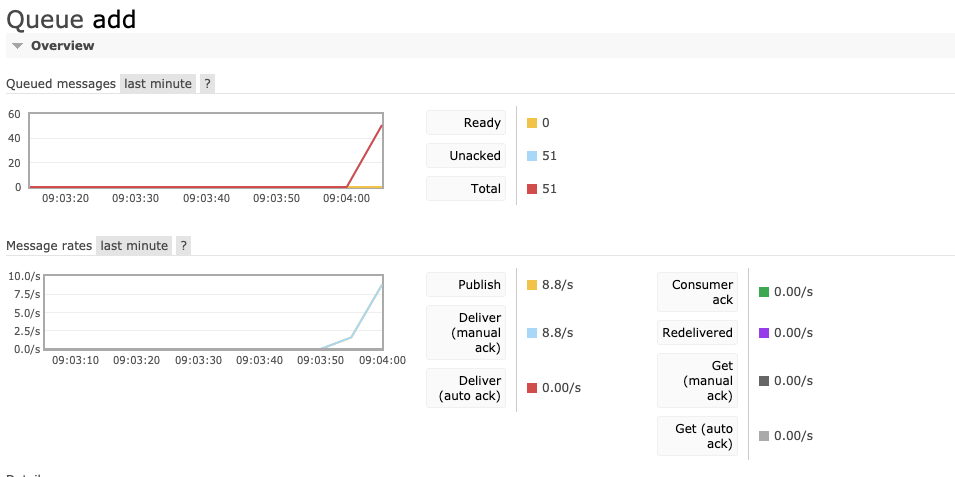 Queue add
Overview
Queued messages last minute ?
60
40
20
0
09:03:20 09:03:30 09:03:40 09:03:50 09:04:00
Ready 0
Unacked 51
Total 51
Message rates last minute ?
10.0/s
7.5/s
5.0/s
2.5/s
0.0/s
09:03:10 09:03:20 09:03:30 09:03:40 09:03:50 09:04:00
Publish 8.8/s
Deliver
(manual 8.8/s
ack)
Deliver
(auto ack) 0.00/s
Consumer
ack 0.00/s
Redelivered 0.00/s
Get
(manual 0.00/s
ack)
Get (auto
ack) 0.00/s